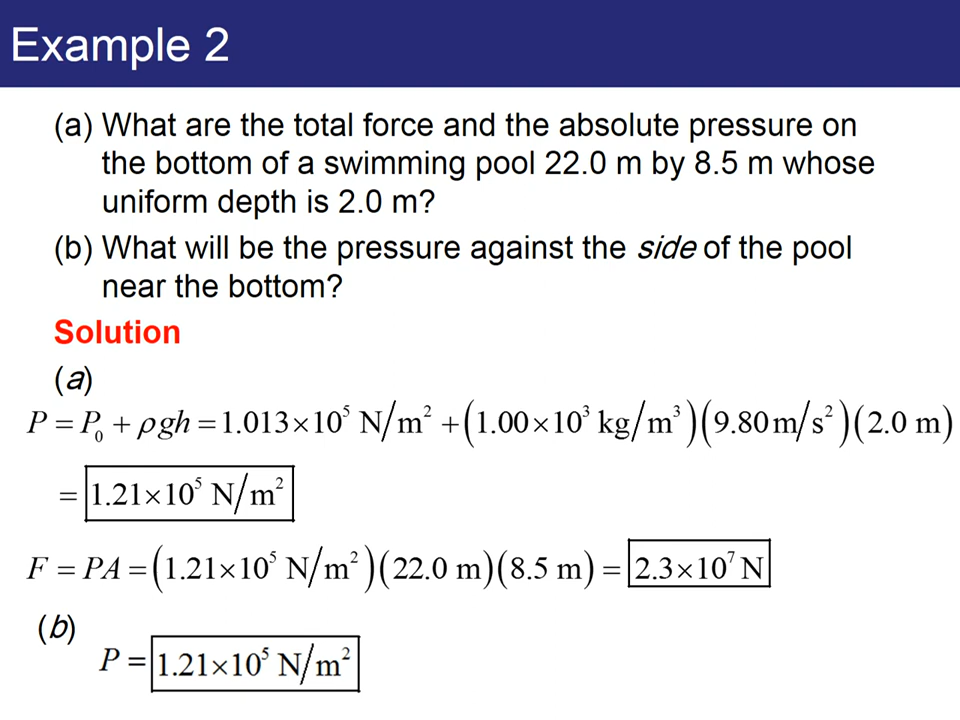 Example 2
(a) What are the total force and the absolute pressure on
the bottom of a swimming pool 22.0 m by 8.5 m whose
uniform depth is 2.0 m?
(b) What will be the pressure against the side of the pool
near the bottom?
Solution
(a)
P = P₀ + ρgh = 1.013×10⁵ N/m² + (1.00×10³ kg/m³)(9.80 m/s²)(2.0 m)
= 1.21×10⁵ N/m²
F = PA = (1.21×10⁵ N/m²)(22.0 m)(8.5 m) = 2.3×10⁷ N
(b)
P = 1.21×10⁵ N/m²